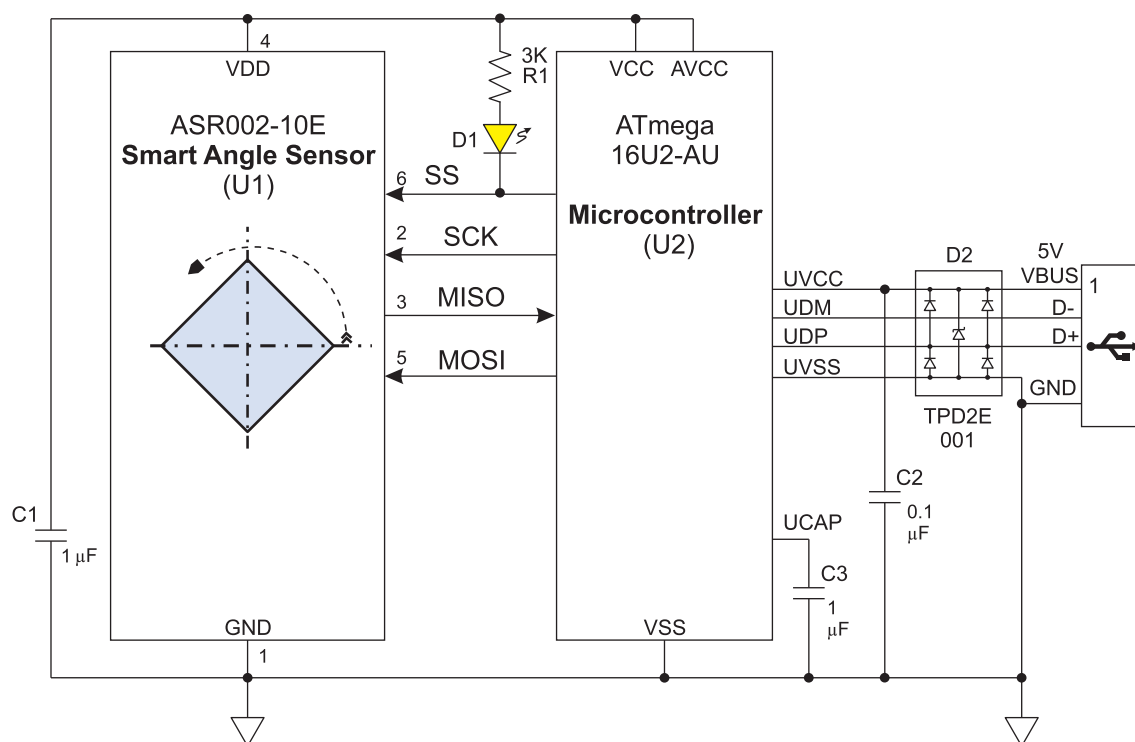 4
VDD
ASR002-10E
Smart Angle Sensor
(U1)
3K
R1
D1
VCC AVCC
ATmega
16U2-AU
Microcontroller
(U2)
6 SS
2 SCK
3 MISO
5 MOSI
UVCC
UDM
UDP
UVSS
D2
TPD2E
001
5V
VBUS
1
D-
D+
GND
C1
1 µF
C2
0.1
µF
UCAP
C3
1
µF
GND
1
VSS